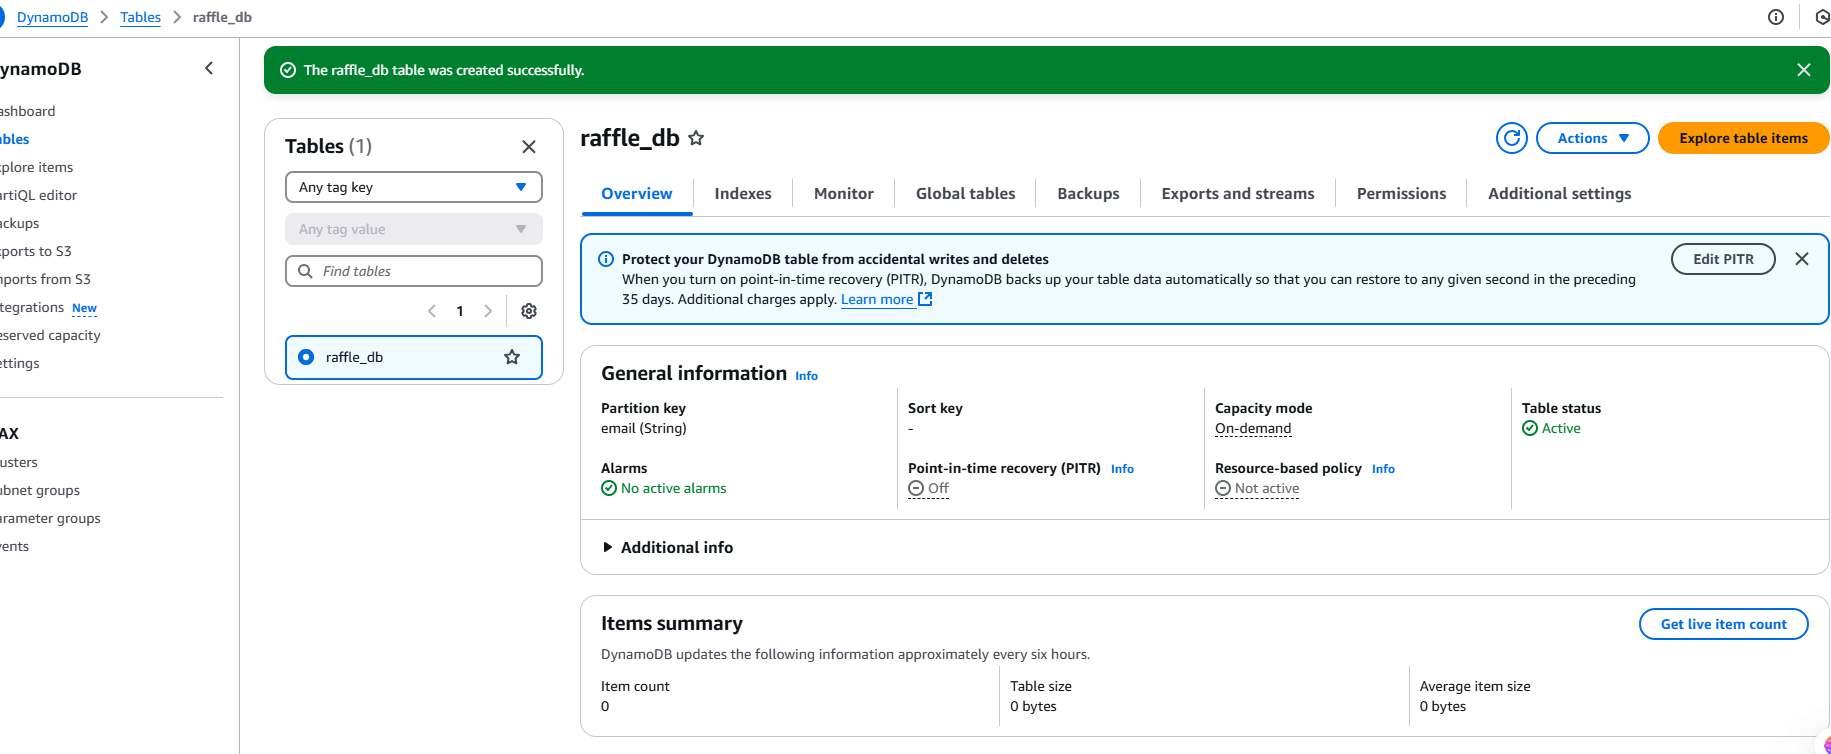 DynamoDB > Tables > raffle_db
ynamoDB
ashboard
ables
xplore items
artiQL editor
ackups
xports to S3
mports from S3
ntegrations New
eserved capacity
ettings
AX
usters
ubnet groups
arameter groups
vents
The raffle_db table was created successfully.
Tables (1)
Any tag key
Any tag value
Find tables
1
raffle_db
raffle_db
Actions
Explore table items
Overview
Indexes
Monitor
Global tables
Backups
Exports and streams
Permissions
Additional settings
Protect your DynamoDB table from accidental writes and deletes
When you turn on point-in-time recovery (PITR), DynamoDB backs up your table data automatically so that you can restore to any given second in the preceding
35 days. Additional charges apply. Learn more
Edit PITR
General information Info
Partition key
email (String)
Sort key
-
Capacity mode
On-demand
Table status
Active
Alarms
No active alarms
Point-in-time recovery (PITR) Info
Off
Resource-based policy Info
Not active
Additional info
Items summary
Get live item count
DynamoDB updates the following information approximately every six hours.
Item count
0
Table size
0 bytes
Average item size
0 bytes